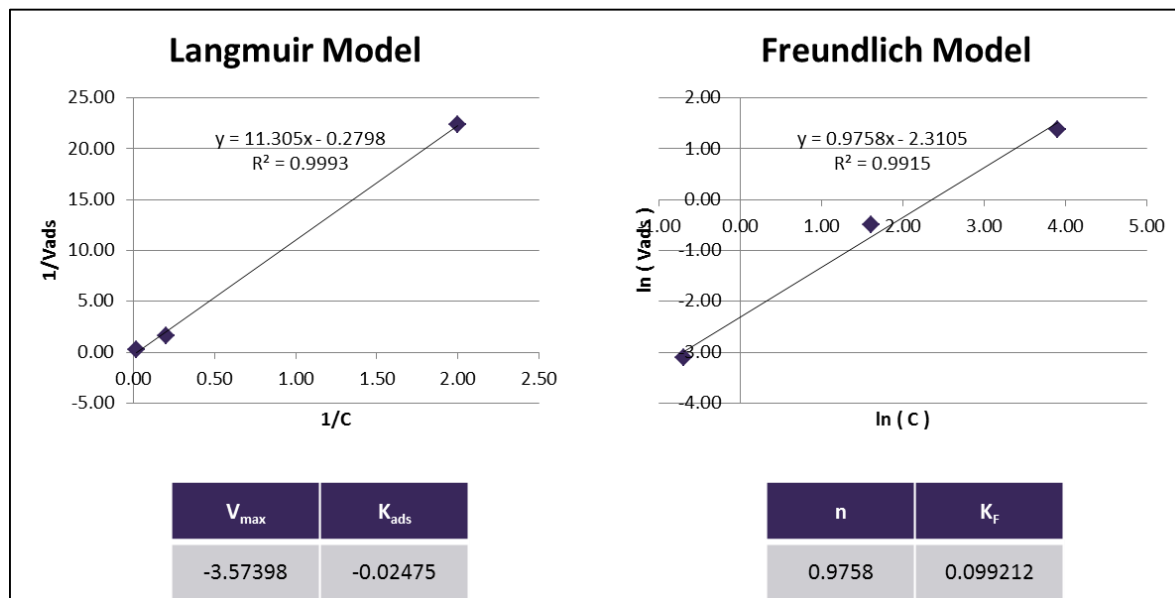 Langmuir Model
25.00
20.00
15.00
10.00
5.00
0.00
-5.00
1/Vads
y = 11.305x - 0.2798
R² = 0.9993
0.00 0.50 1.00 1.50 2.00 2.50
1/C
Vmax Kads
-3.57398 -0.02475
Freundlich Model
2.00
1.00
0.00
-1.00
-2.00
-3.00
-4.00
ln ( Vads )
y = 0.9758x - 2.3105
R² = 0.9915
1.00 0.00 1.00 2.00 3.00 4.00 5.00
ln ( C )
n KF
0.9758 0.099212